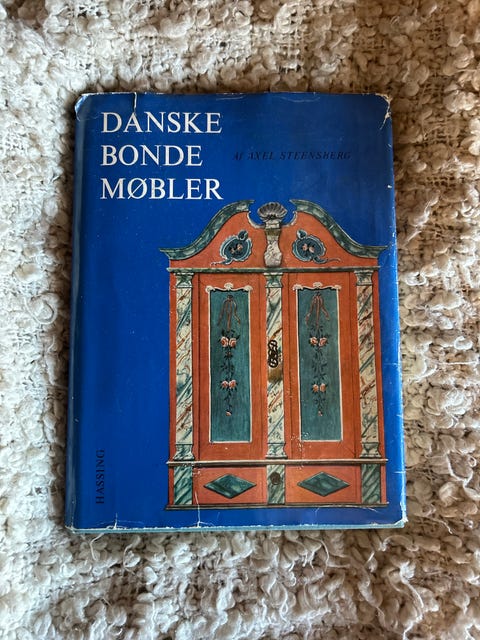 DANSKE
BONDE
MØBLER
AF AXEL STEENSBERG
HASSING